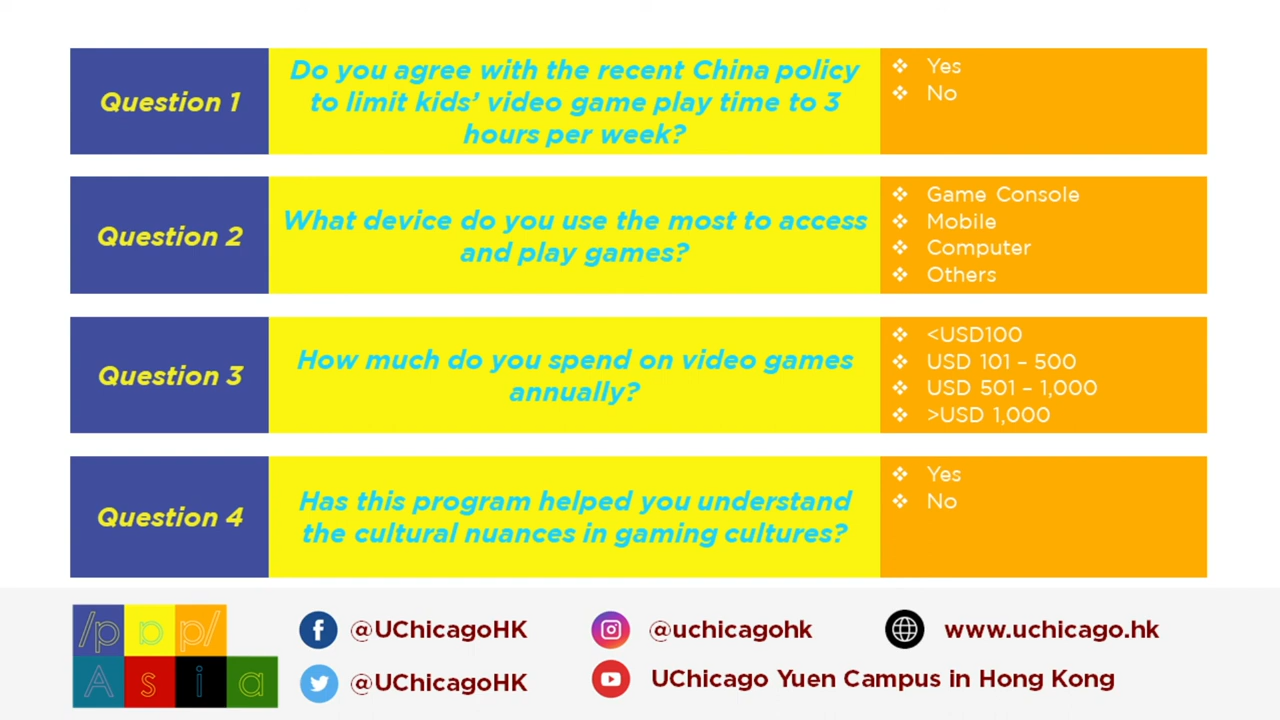 Question 1
Do you agree with the recent China policy
to limit kids’ video game play time to 3
hours per week?
❖ Yes
❖ No
Question 2
What device do you use the most to access
and play games?
❖ Game Console
❖ Mobile
❖ Computer
❖ Others
Question 3
How much do you spend on video games
annually?
❖ <USD100
❖ USD 101 – 500
❖ USD 501 – 1,000
❖ >USD 1,000
Question 4
Has this program helped you understand
the cultural nuances in gaming cultures?
❖ Yes
❖ No
/ppp/
Asia
@UChicagoHK
@uchicagohk
www.uchicago.hk
@UChicagoHK
UChicago Yuen Campus in Hong Kong